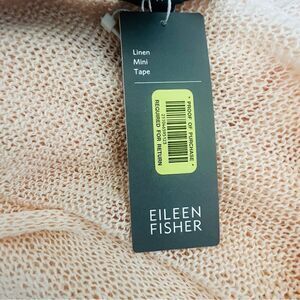 Linen
Mini
Tape
* PROOF OF PURCHASE *
REQUIRED FOR RETURN
EILEEN
FISHER